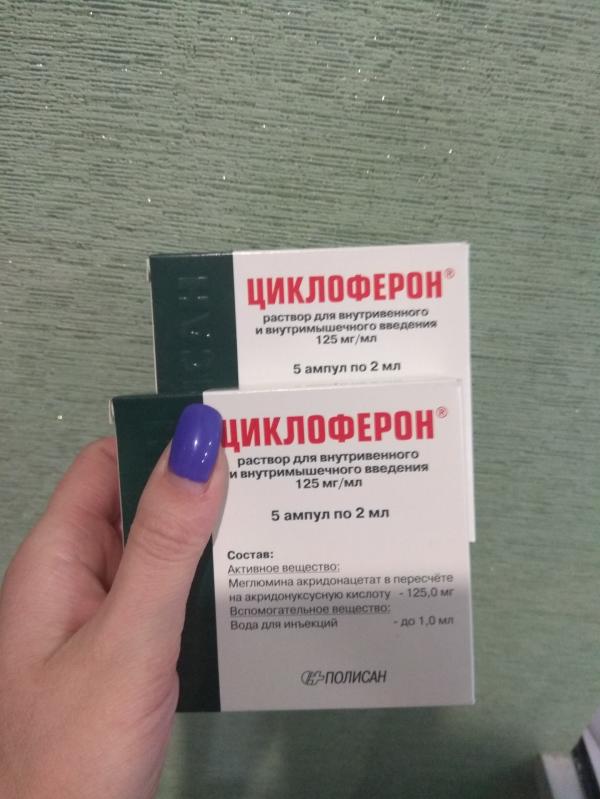 ЦИКЛОФЕРОН®
раствор для внутривенного
и внутримышечного введения
125 мг/мл
5 ампул по 2 мл
ЦИКЛОФЕРОН®
раствор для внутривенного
и внутримышечного введения
125 мг/мл
5 ампул по 2 мл
Состав:
Активное вещество:
Меглюмина акридонацетат в пересчёте
на акридонуксусную кислоту - 125,0 мг
Вспомогательное вещество:
Вода для инъекций - до 1,0 мл
ПОЛИСАН